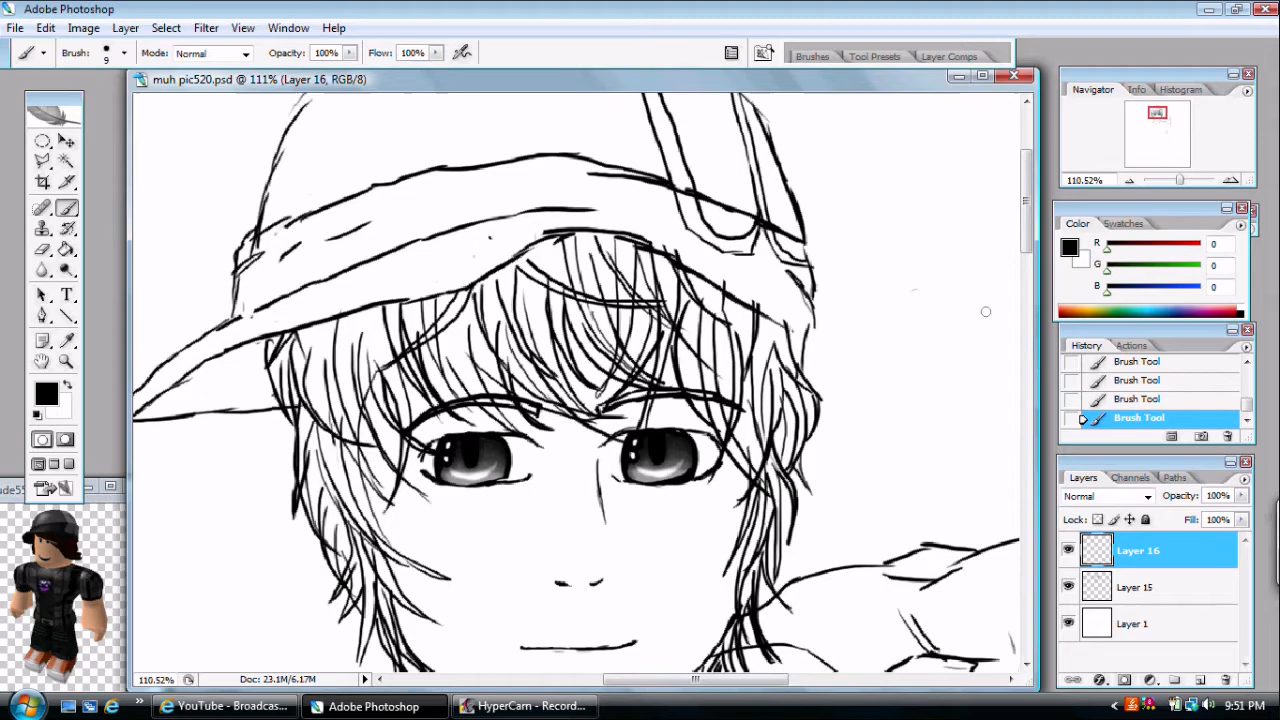 Adobe Photoshop
File Edit Image Layer Select Filter View Window Help
Brush: 9 Mode: Normal Opacity: 100% Flow: 100% Brushes Tool Presets Layer Comps
muh pic520.psd @ 111% (Layer 16, RGB/8)
Navigator Info Histogram
110.52%
Color Swatches
R 0
G 0
B 0
History Actions
Brush Tool
Brush Tool
Brush Tool
Brush Tool
Layers Channels Paths
Normal Opacity: 100%
Lock: Fill: 100%
Layer 16
Layer 15
Layer 1
110.52% Doc: 23.1M/6.17M
YouTube - Broadcas... Adobe Photoshop HyperCam - Record... 9:51 PM